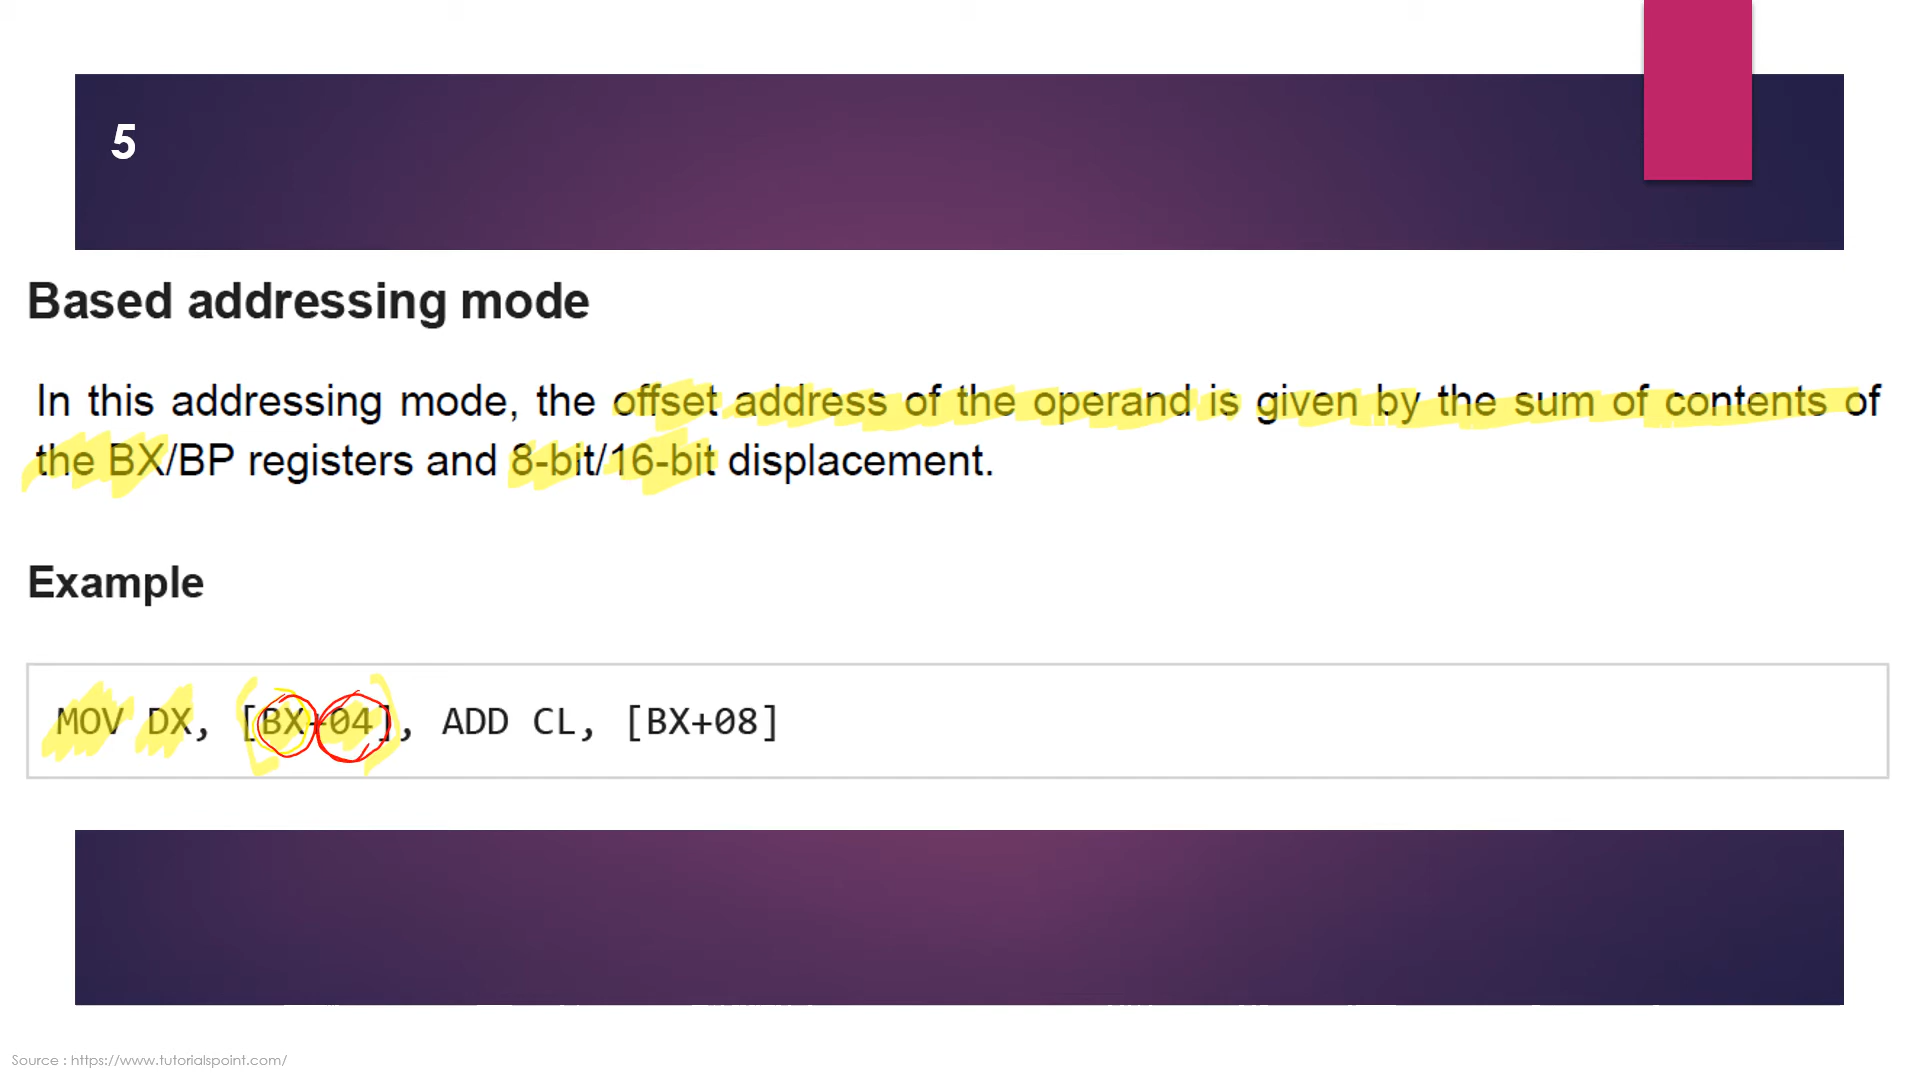 5
Based addressing mode
In this addressing mode, the offset address of the operand is given by the sum of contents of
the BX/BP registers and 8-bit/16-bit displacement.
Example
MOV DX, [BX+04], ADD CL, [BX+08]
Source : https://www.tutorialspoint.com/